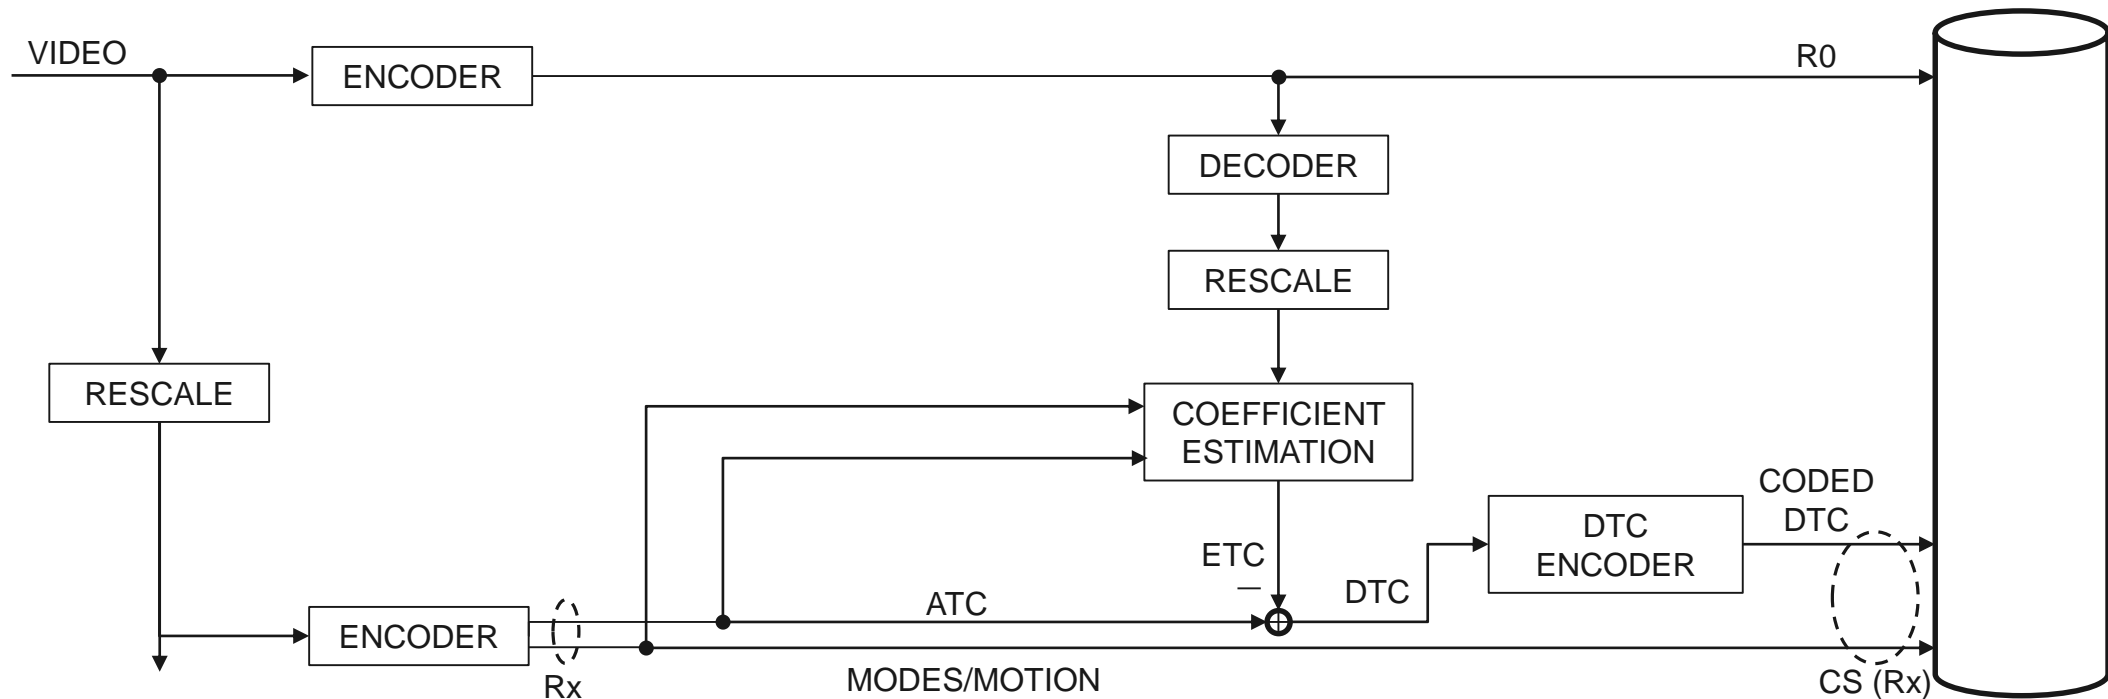 VIDEO
ENCODER
R0
DECODER
RESCALE
RESCALE
COEFFICIENT
ESTIMATION
CODED
DTC
DTC
ENCODER
ETC
—
DTC
ATC
ENCODER
Rx
MODES/MOTION
CS (Rx)